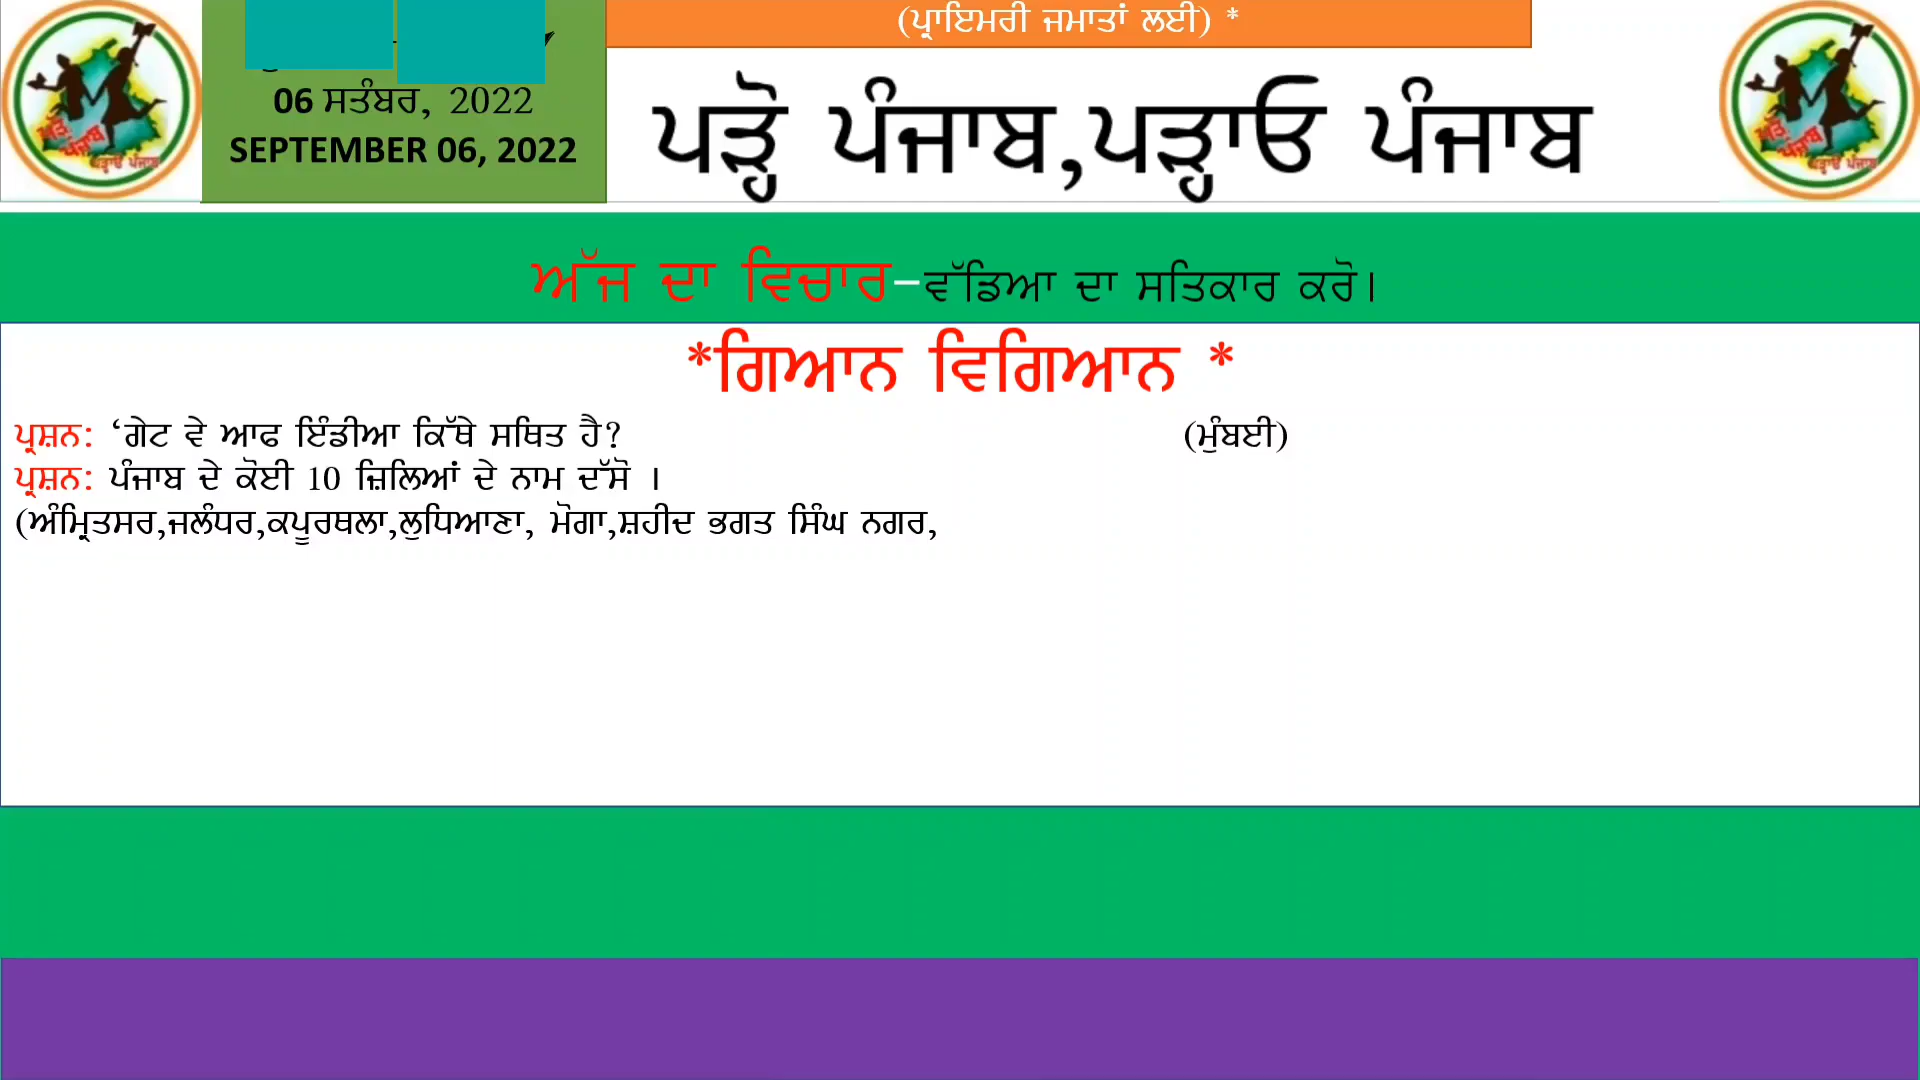 (ਪ੍ਰਾਇਮਰੀ ਜਮਾਤਾਂ ਲਈ) *
06 ਸਤੰਬਰ, 2022
SEPTEMBER 06, 2022
ਪੜ੍ਹੋ ਪੰਜਾਬ,ਪੜ੍ਹਾਓ ਪੰਜਾਬ
ਅੱਜ ਦਾ ਵਿਚਾਰ-ਵੱਡਿਆ ਦਾ ਸਤਿਕਾਰ ਕਰੋ।
*ਗਿਆਨ ਵਿਗਿਆਨ *
ਪ੍ਰਸ਼ਨ: ‘ਗੇਟ ਵੇ ਆਫ ਇੰਡੀਆ ਕਿੱਥੇ ਸਥਿਤ ਹੈ? (ਮੁੰਬਈ)
ਪ੍ਰਸ਼ਨ: ਪੰਜਾਬ ਦੇ ਕੋਈ 10 ਜ਼ਿਲਿਆਂ ਦੇ ਨਾਮ ਦੱਸੋ ।
(ਅੰਮ੍ਰਿਤਸਰ,ਜਲੰਧਰ,ਕਪੂਰਥਲਾ,ਲੁਧਿਆਣਾ, ਮੋਗਾ,ਸ਼ਹੀਦ ਭਗਤ ਸਿੰਘ ਨਗਰ,